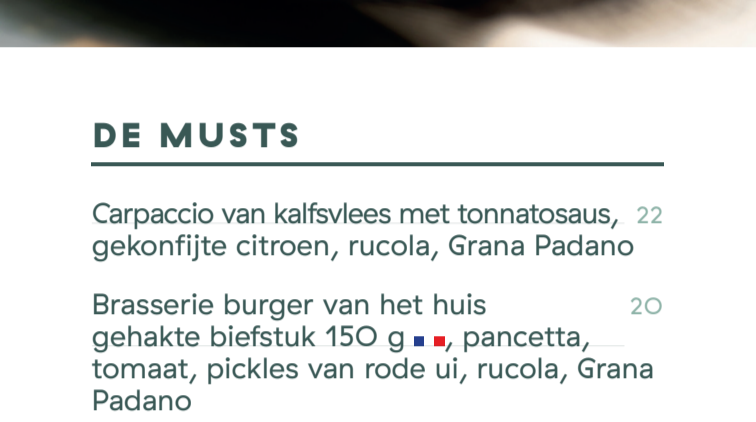 DE MUSTS
Carpaccio van kalfsvlees met tonnatosaus, 22
gekonfijte citroen, rucola, Grana Padano
Brasserie burger van het huis 20
gehakte biefstuk 150 g , pancetta,
tomaat, pickles van rode ui, rucola, Grana
Padano